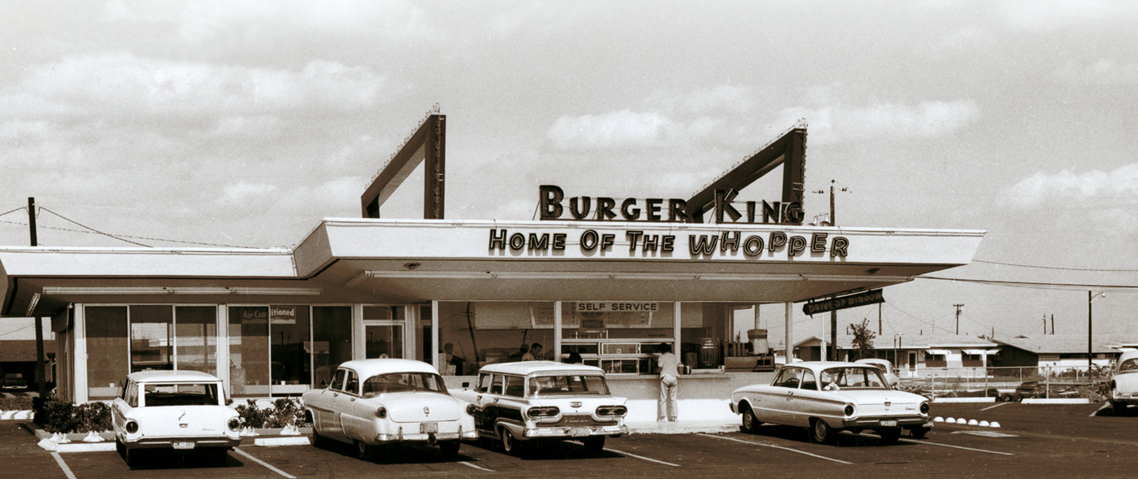 BURGER KING
HOME OF THE WHOPPER
SELF SERVICE
Air-Conditioned